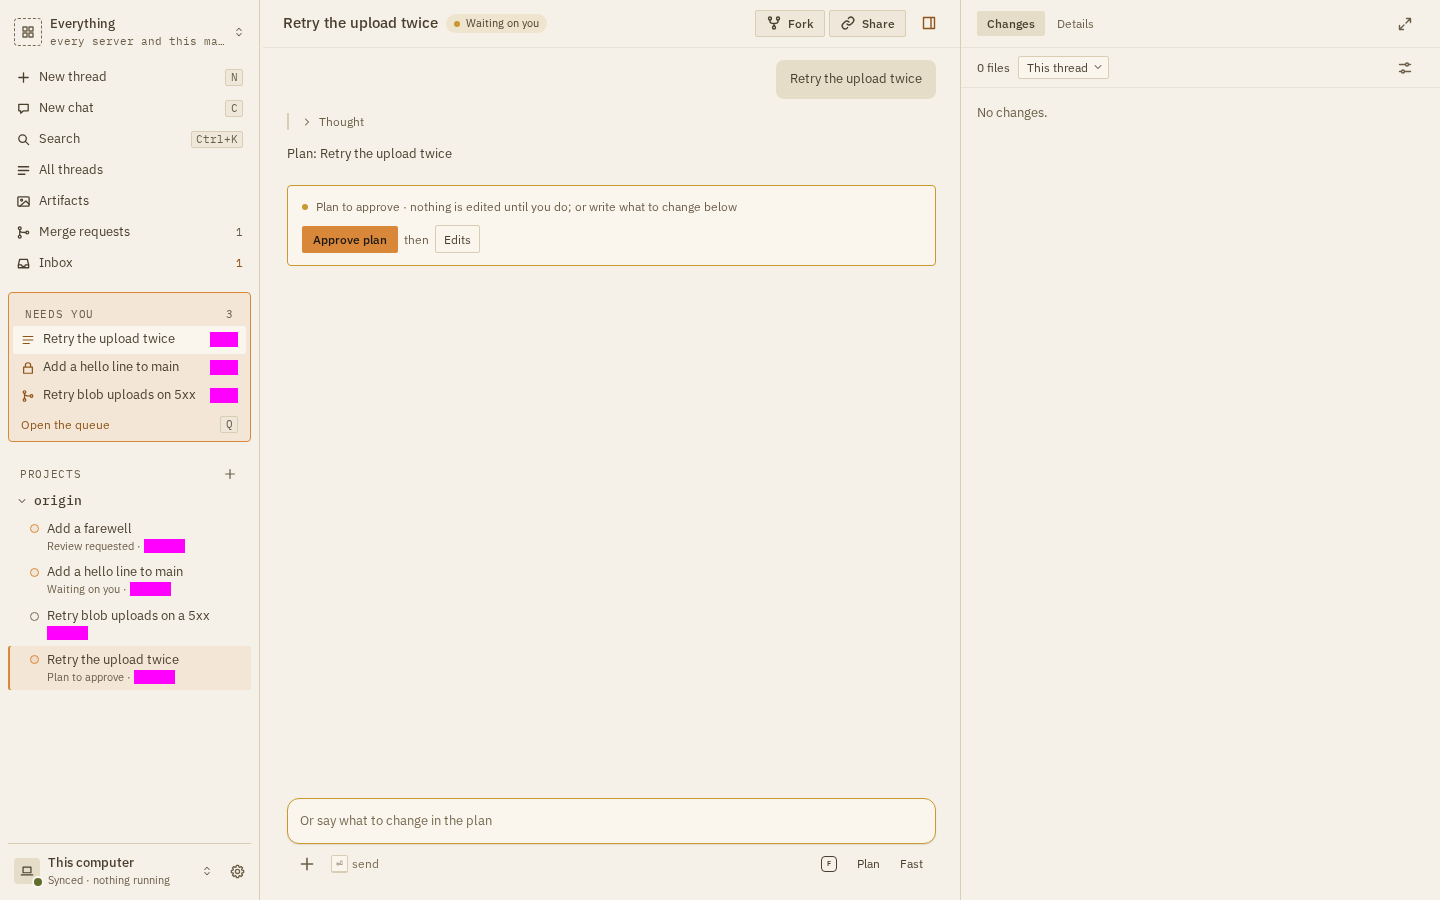 Everything
every server and this ma…
New thread N
New chat C
Search Ctrl+K
All threads
Artifacts
Merge requests 1
Inbox 1
NEEDS YOU 3
Retry the upload twice
Add a hello line to main
Retry blob uploads on 5xx
Open the queue Q
PROJECTS
origin
Add a farewell
Review requested ·
Add a hello line to main
Waiting on you ·
Retry blob uploads on a 5xx
Retry the upload twice
Plan to approve ·
This computer
Synced · nothing running
Retry the upload twice Waiting on you Fork Share
Retry the upload twice
Thought
Plan: Retry the upload twice
Plan to approve · nothing is edited until you do; or write what to change below
Approve plan then Edits
Or say what to change in the plan
send F Plan Fast
Changes Details
0 files This thread
No changes.